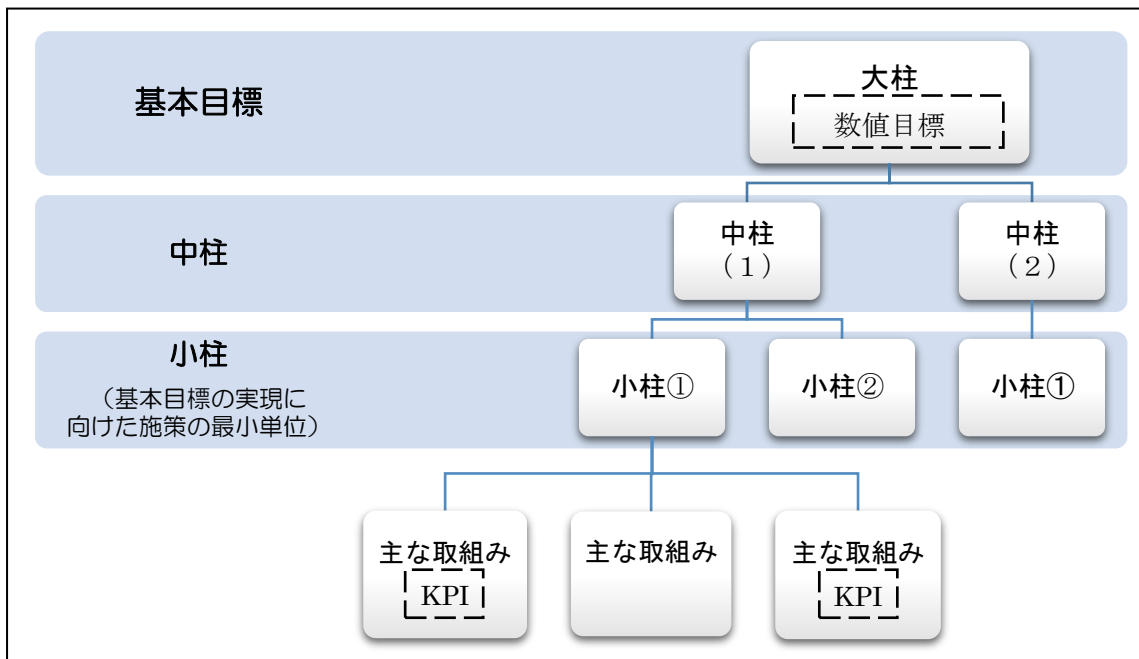 基本目標
大柱
数値目標
中柱
中柱
（１）
中柱
（２）
小柱
（基本目標の実現に
向けた施策の最小単位）
小柱①
小柱②
小柱①
主な取組み
KPI
主な取組み
主な取組み
KPI